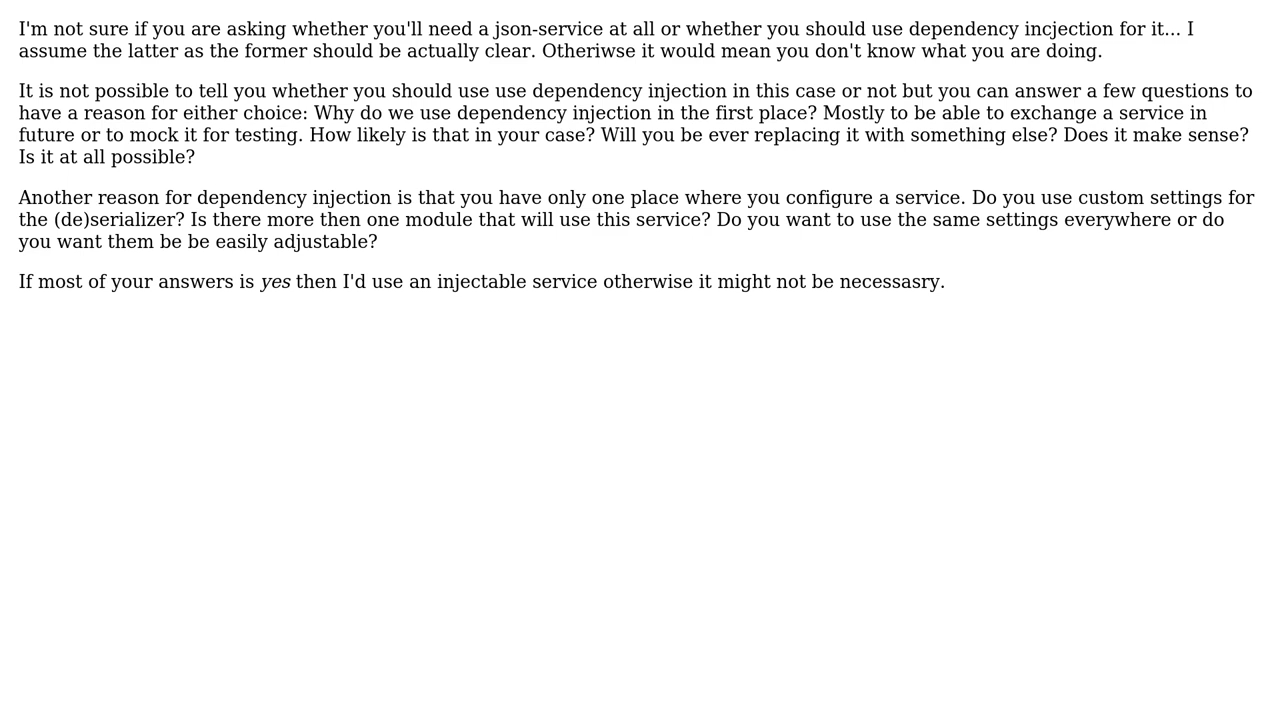 I'm not sure if you are asking whether you'll need a json-service at all or whether you should use dependency incjection for it... I
assume the latter as the former should be actually clear. Otheriwse it would mean you don't know what you are doing.
It is not possible to tell you whether you should use use dependency injection in this case or not but you can answer a few questions to
have a reason for either choice: Why do we use dependency injection in the first place? Mostly to be able to exchange a service in
future or to mock it for testing. How likely is that in your case? Will you be ever replacing it with something else? Does it make sense?
Is it at all possible?
Another reason for dependency injection is that you have only one place where you configure a service. Do you use custom settings for
the (de)serializer? Is there more then one module that will use this service? Do you want to use the same settings everywhere or do
you want them be be easily adjustable?
If most of your answers is yes then I'd use an injectable service otherwise it might not be necessasry.